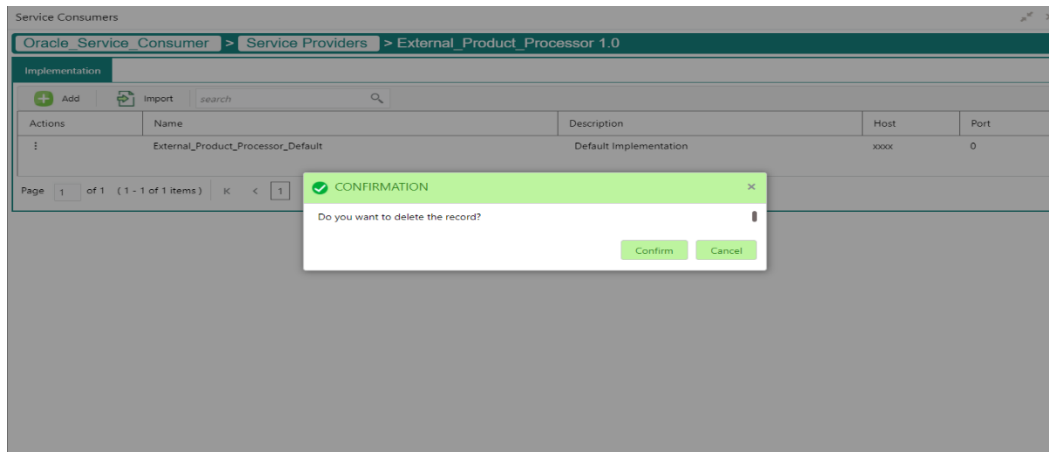 Service Consumers
Oracle_Service_Consumer > Service Providers > External_Product_Processor 1.0
Implementation
Add Import search
Actions Name Description Host Port
External_Product_Processor_Default Default Implementation xxxx 0
Page 1 of 1 ( 1 - 1 of 1 items ) K < 1
CONFIRMATION ×
Do you want to delete the record?
Confirm Cancel